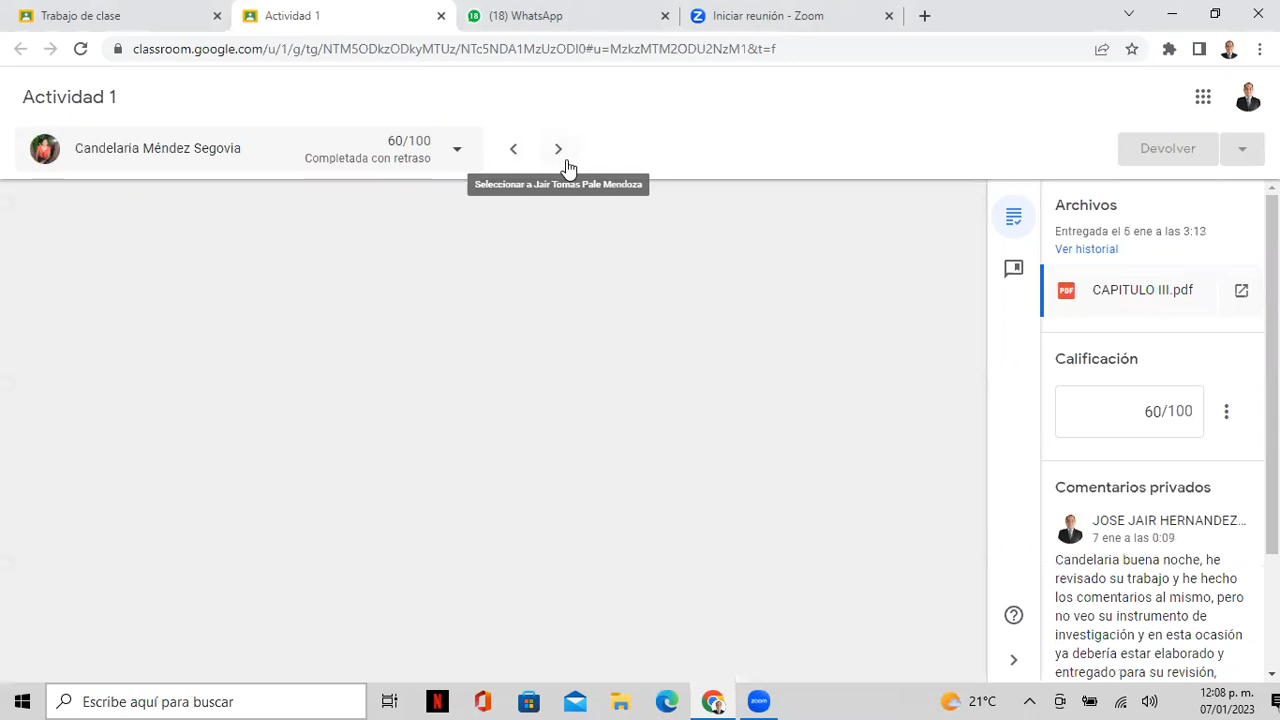 Trabajo de clase
Actividad 1
(18) WhatsApp
Iniciar reunión - Zoom
classroom.google.com/u/1/g/tg/NTM5ODkzODkyMTUz/NTc5NDA1MzUzODI0#u=MzkzMTM2ODU2NzM1&t=f
Actividad 1
Candelaria Méndez Segovia
60/100
Completada con retraso
Devolver
Seleccionar a Jair Tomas Pale Mendoza
Archivos
Entregada el 5 ene a las 3:13
Ver historial
PDF
CAPITULO III.pdf
Calificación
60/100
Comentarios privados
JOSE JAIR HERNANDEZ...
7 ene a las 0:09
Candelaria buena noche, he
revisado su trabajo y he hecho
los comentarios al mismo, pero
no veo su instrumento de
investigación y en esta ocasión
ya debería estar elaborado y
entregado para su revisión,
Escribe aquí para buscar
zoom
21°C
12:08 p. m.
07/01/2023